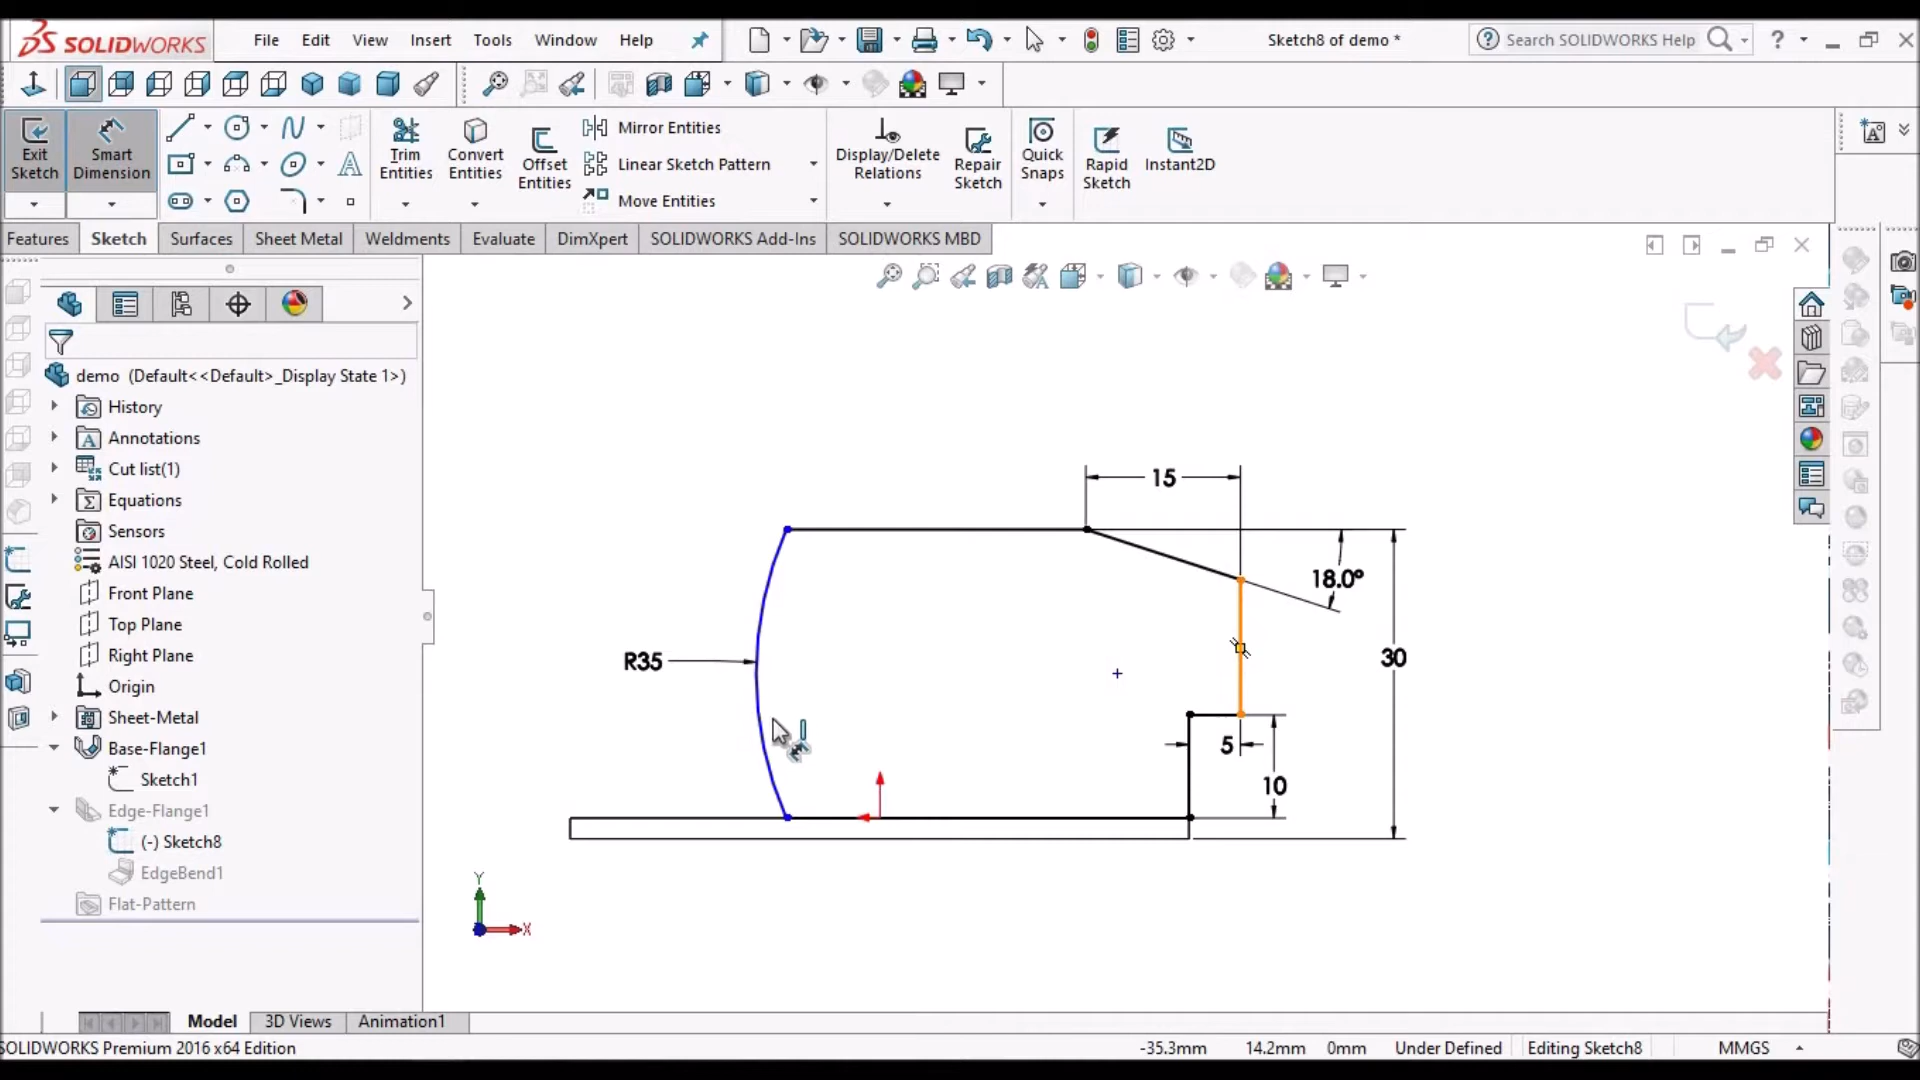 SOLIDWORKS File Edit View Insert Tools Window Help Sketch8 of demo * Search SOLIDWORKS Help ?
Exit Sketch Smart Dimension Trim Entities Convert Entities Offset Entities Mirror Entities Linear Sketch Pattern Move Entities Display/Delete Relations Repair Sketch Quick Snaps Rapid Sketch Instant2D
Features Sketch Surfaces Sheet Metal Weldments Evaluate DimXpert SOLIDWORKS Add-Ins SOLIDWORKS MBD
demo (Default<<Default>_Display State 1>)
History
Annotations
Cut list(1)
Equations
Sensors
AISI 1020 Steel, Cold Rolled
Front Plane
Top Plane
Right Plane
Origin
Sheet-Metal
Base-Flange1
Sketch1
Edge-Flange1
(-) Sketch8
EdgeBend1
Flat-Pattern
15
18.0°
R35
30
5
10
Y
X
Model 3D Views Animation1
SOLIDWORKS Premium 2016 x64 Edition -35.3mm 14.2mm 0mm Under Defined Editing Sketch8 MMGS